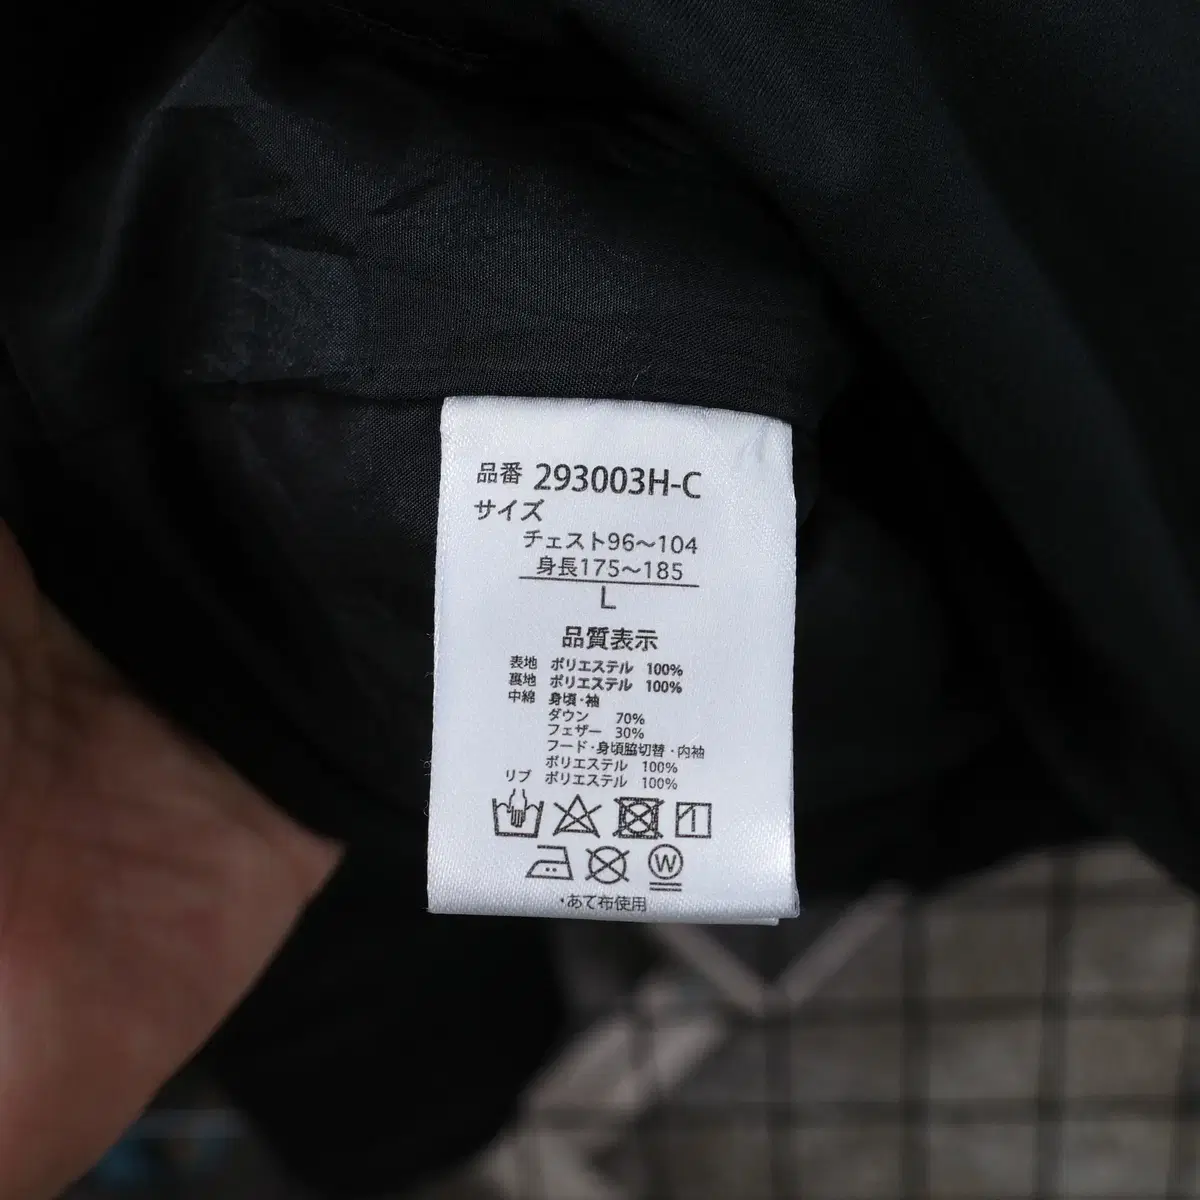 品番 293003H-C
サイズ
チェスト96〜104
身長175〜185
L
品質表示
表地 ポリエステル 100%
裏地 ポリエステル 100%
中綿 身頃・袖
ダウン 70%
フェザー 30%
フード・身頃脇切替・内袖
ポリエステル 100%
リブ ポリエステル 100%
W
・あて布使用